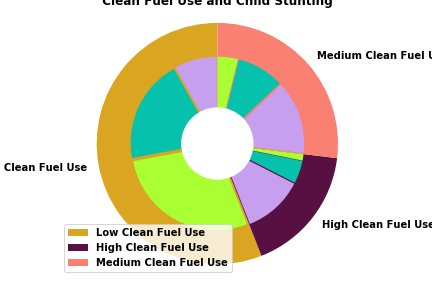 Clean Fuel Use and Child Stunting
Medium Clean Fuel U
Clean Fuel Use
High Clean Fuel Use
Low Clean Fuel Use
High Clean Fuel Use
Medium Clean Fuel Use